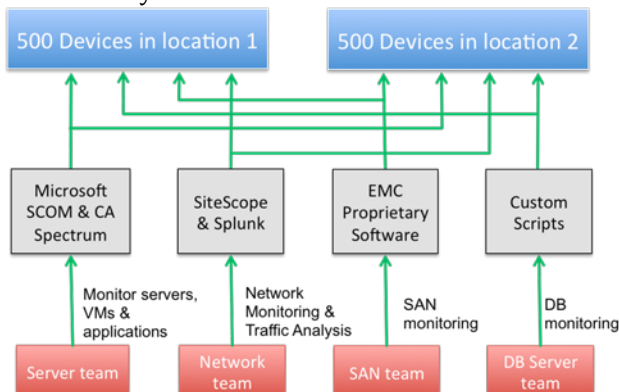 500 Devices in location 1
500 Devices in location 2
Microsoft
SCOM & CA
Spectrum
SiteScope
& Splunk
EMC
Proprietary
Software
Custom
Scripts
Monitor servers,
VMs &
applications
Network
Monitoring &
Traffic Analysis
SAN
monitoring
DB
monitoring
Server team
Network
team
SAN team
DB Server
team